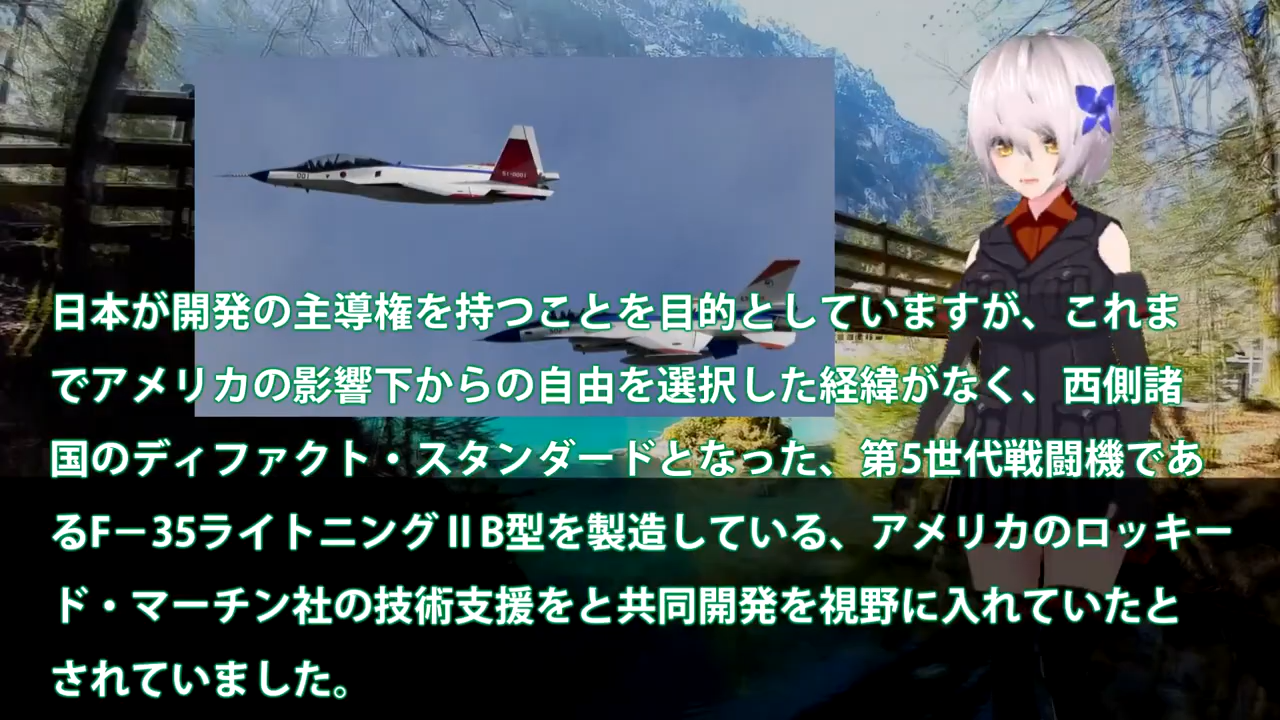 001
51-0001
日本が開発の主導権を持つことを目的としていますが、これま
でアメリカの影響下からの自由を選択した経緯がなく、西側諸
国のディファクト・スタンダードとなった、第5世代戦闘機であ
るF－35ライトニングⅡB型を製造している、アメリカのロッキー
ド・マーチン社の技術支援をと共同開発を視野に入れていたと
されていました。